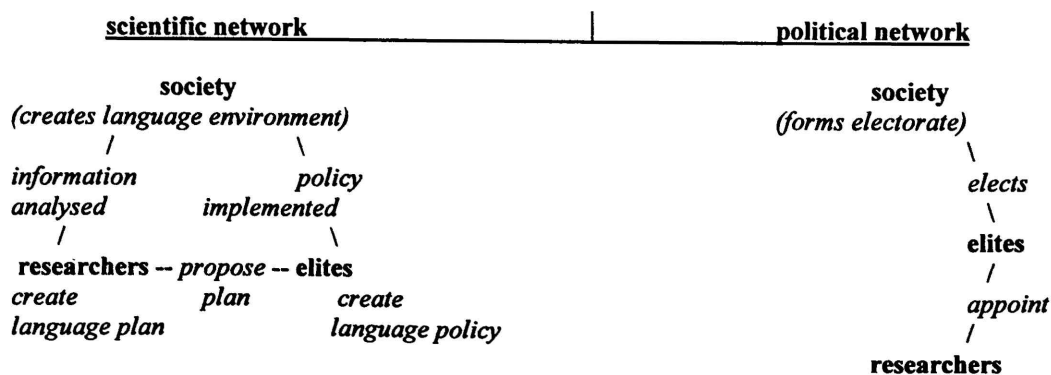 scientific network
political network
society
(creates language environment)
information policy
analysed implemented
researchers -- propose -- elites
create plan create
language plan language policy
society
(forms electorate)
elects
elites
appoint
researchers